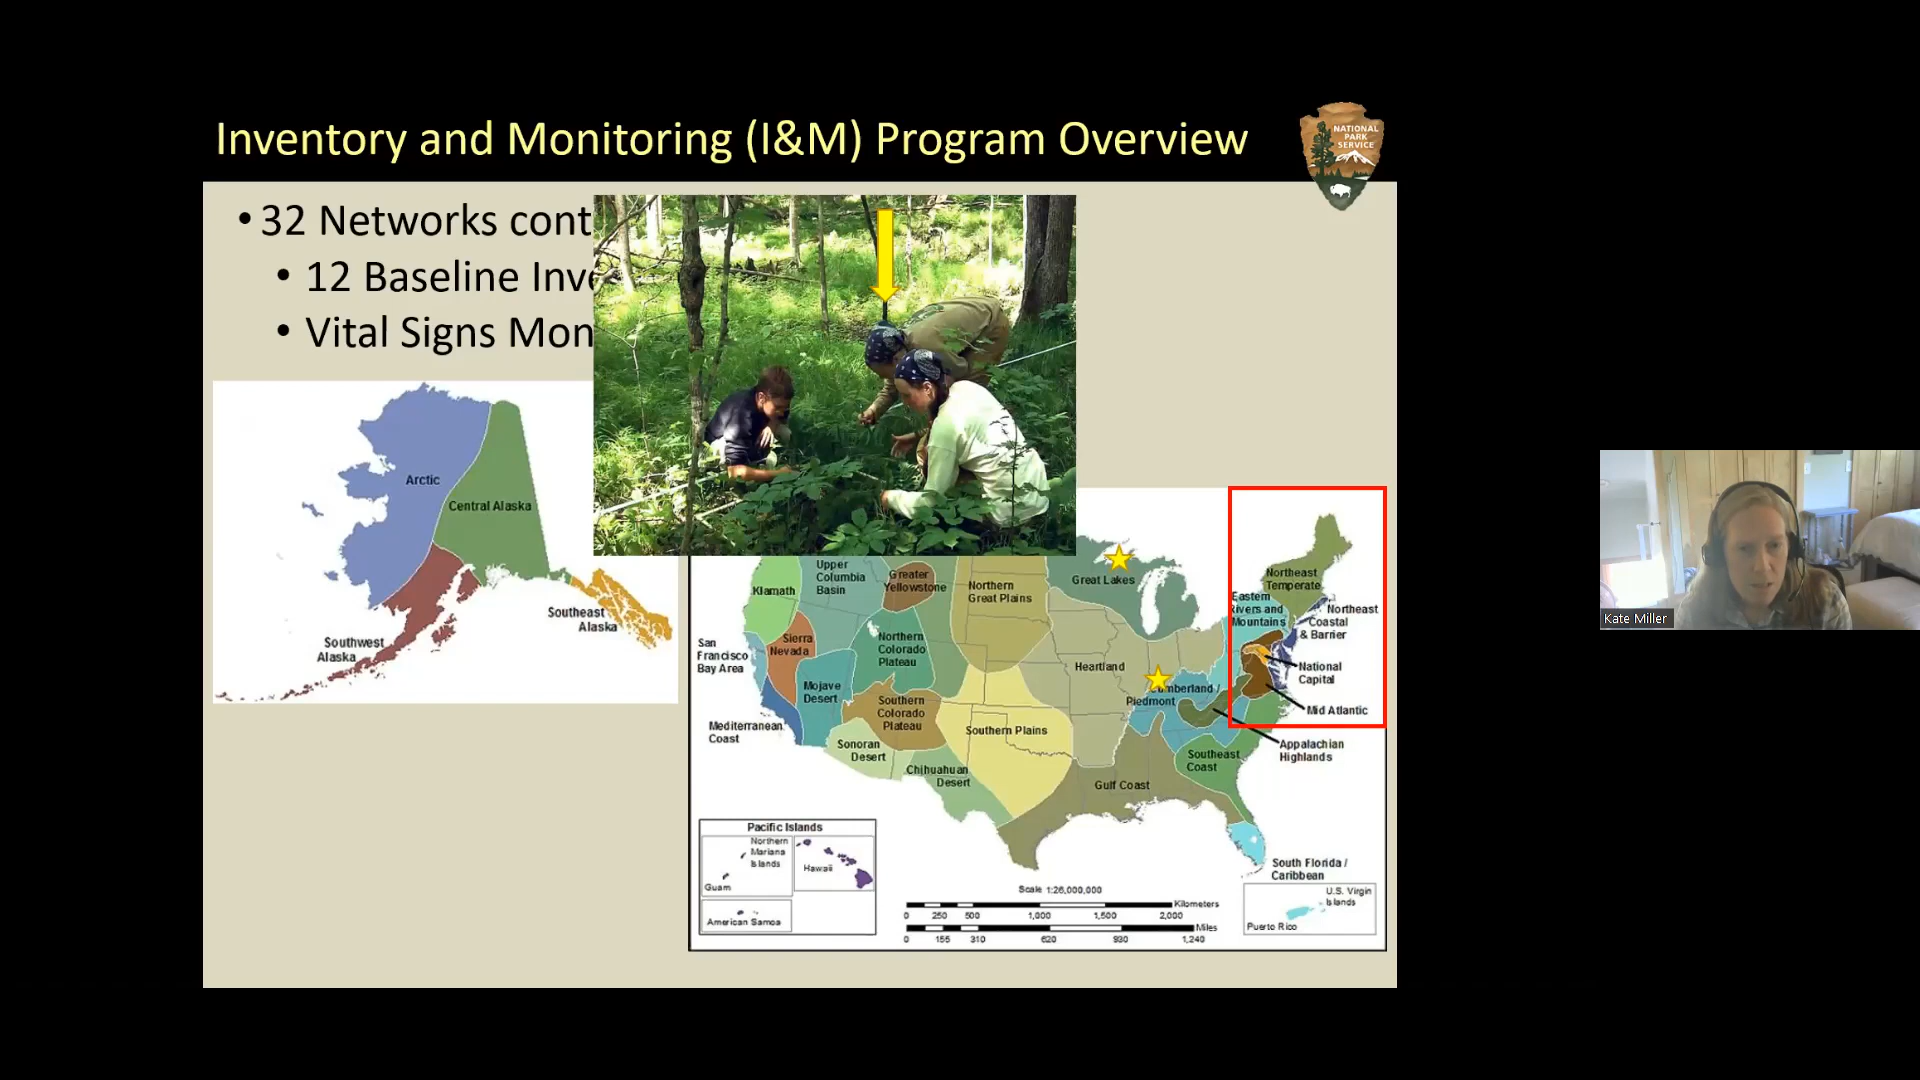 Inventory and Monitoring (I&M) Program Overview
NATIONAL
PARK
SERVICE
• 32 Networks cont
• 12 Baseline Inve
• Vital Signs Mon
Arctic
Central Alaska
Southwest
Alaska
Southeast
Alaska
Klamath
Upper
Columbia
Basin
Greater
Yellowstone
Northern
Great Plains
Great Lakes
Northeast
Temperate
Eastern
Rivers and
Mountains
Northeast
Coastal
& Barrier
San
Francisco
Bay Area
Sierra
Nevada
Northern
Colorado
Plateau
Heartland
National
Capital
Mojave
Desert
Cumberland /
Piedmont
Mid Atlantic
Mediterranean
Coast
Southern
Colorado
Plateau
Southern Plains
Sonoran
Desert
Chihuahuan
Desert
Appalachian
Highlands
Southeast
Coast
Gulf Coast
South Florida /
Caribbean
Pacific Islands
Northern
Mariana
Islands
Guam
Hawaii
American Samoa
Scale 1:26,000,000
Kilometers
0 250 500 1,000 1,500 2,000
Miles
0 155 310 620 930 1,240
U.S. Virgin
Islands
Puerto Rico
Kate Miller